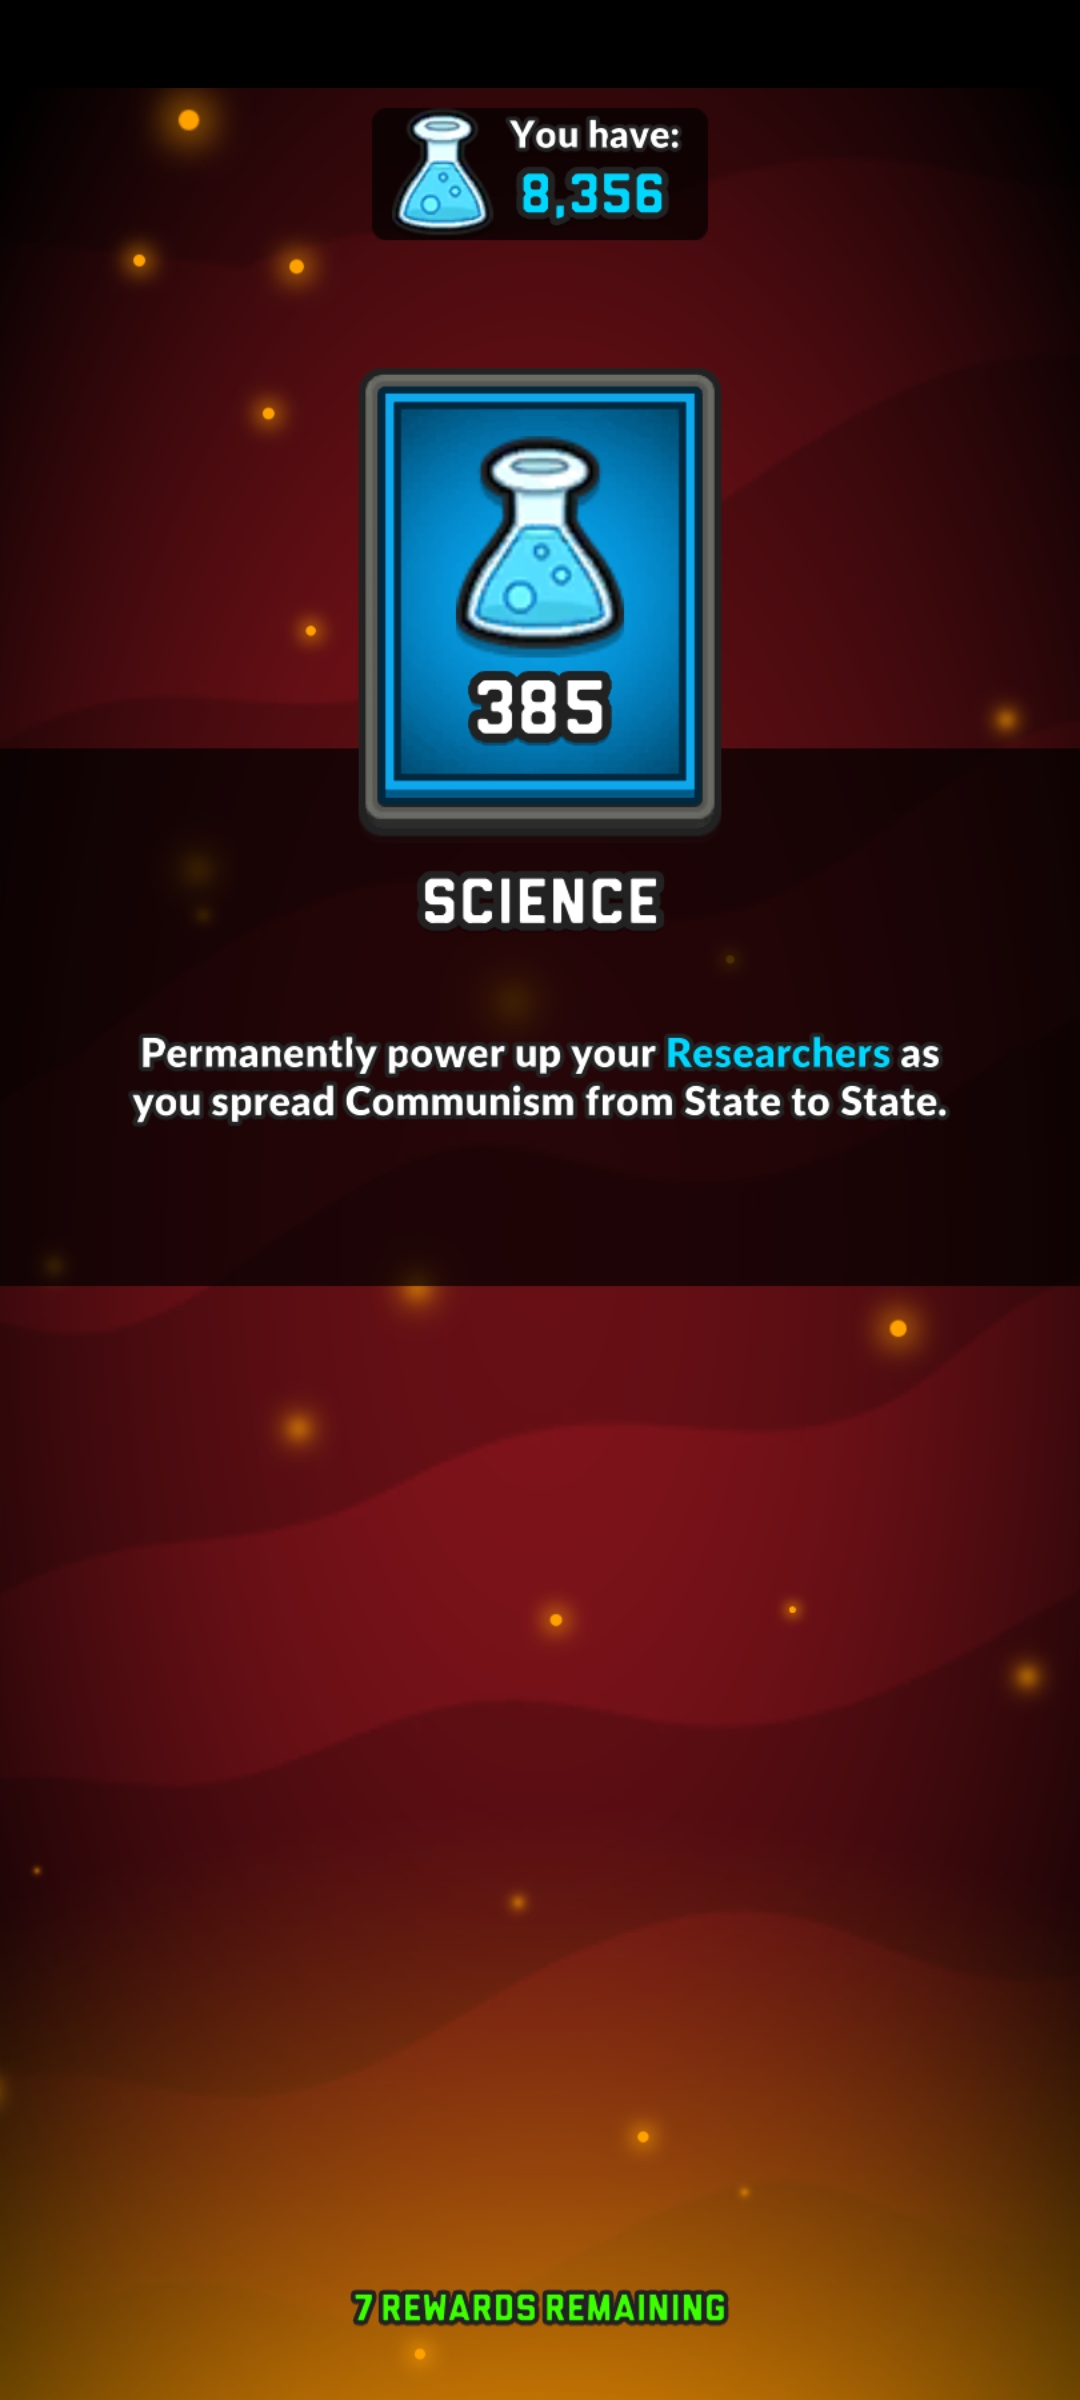 You have:
8,356
385
SCIENCE
Permanently power up your Researchers as
you spread Communism from State to State.
7 REWARDS REMAINING